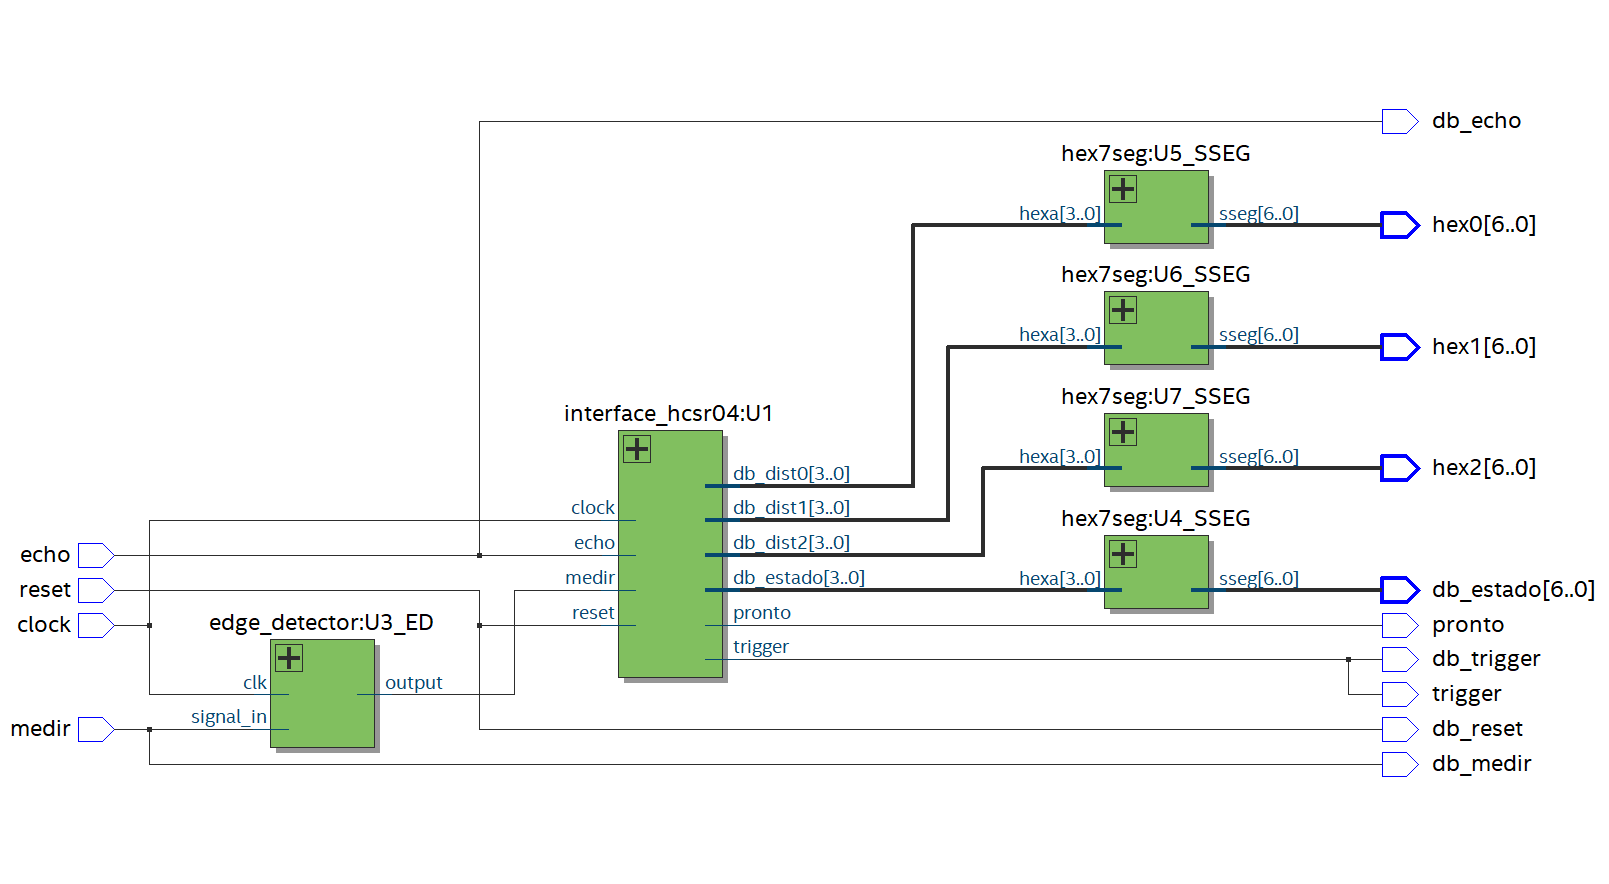 db_echo
hex7seg:U5_SSEG
hexa[3..0]
sseg[6..0]
hex0[6..0]
hex7seg:U6_SSEG
hexa[3..0]
sseg[6..0]
hex1[6..0]
hex7seg:U7_SSEG
hexa[3..0]
sseg[6..0]
hex2[6..0]
interface_hcsr04:U1
db_dist0[3..0]
clock
db_dist1[3..0]
echo
echo
db_dist2[3..0]
hex7seg:U4_SSEG
reset
medir
db_estado[3..0]
hexa[3..0]
sseg[6..0]
db_estado[6..0]
clock
edge_detector:U3_ED
reset
pronto
pronto
trigger
db_trigger
clk
output
trigger
medir
signal_in
db_reset
db_medir